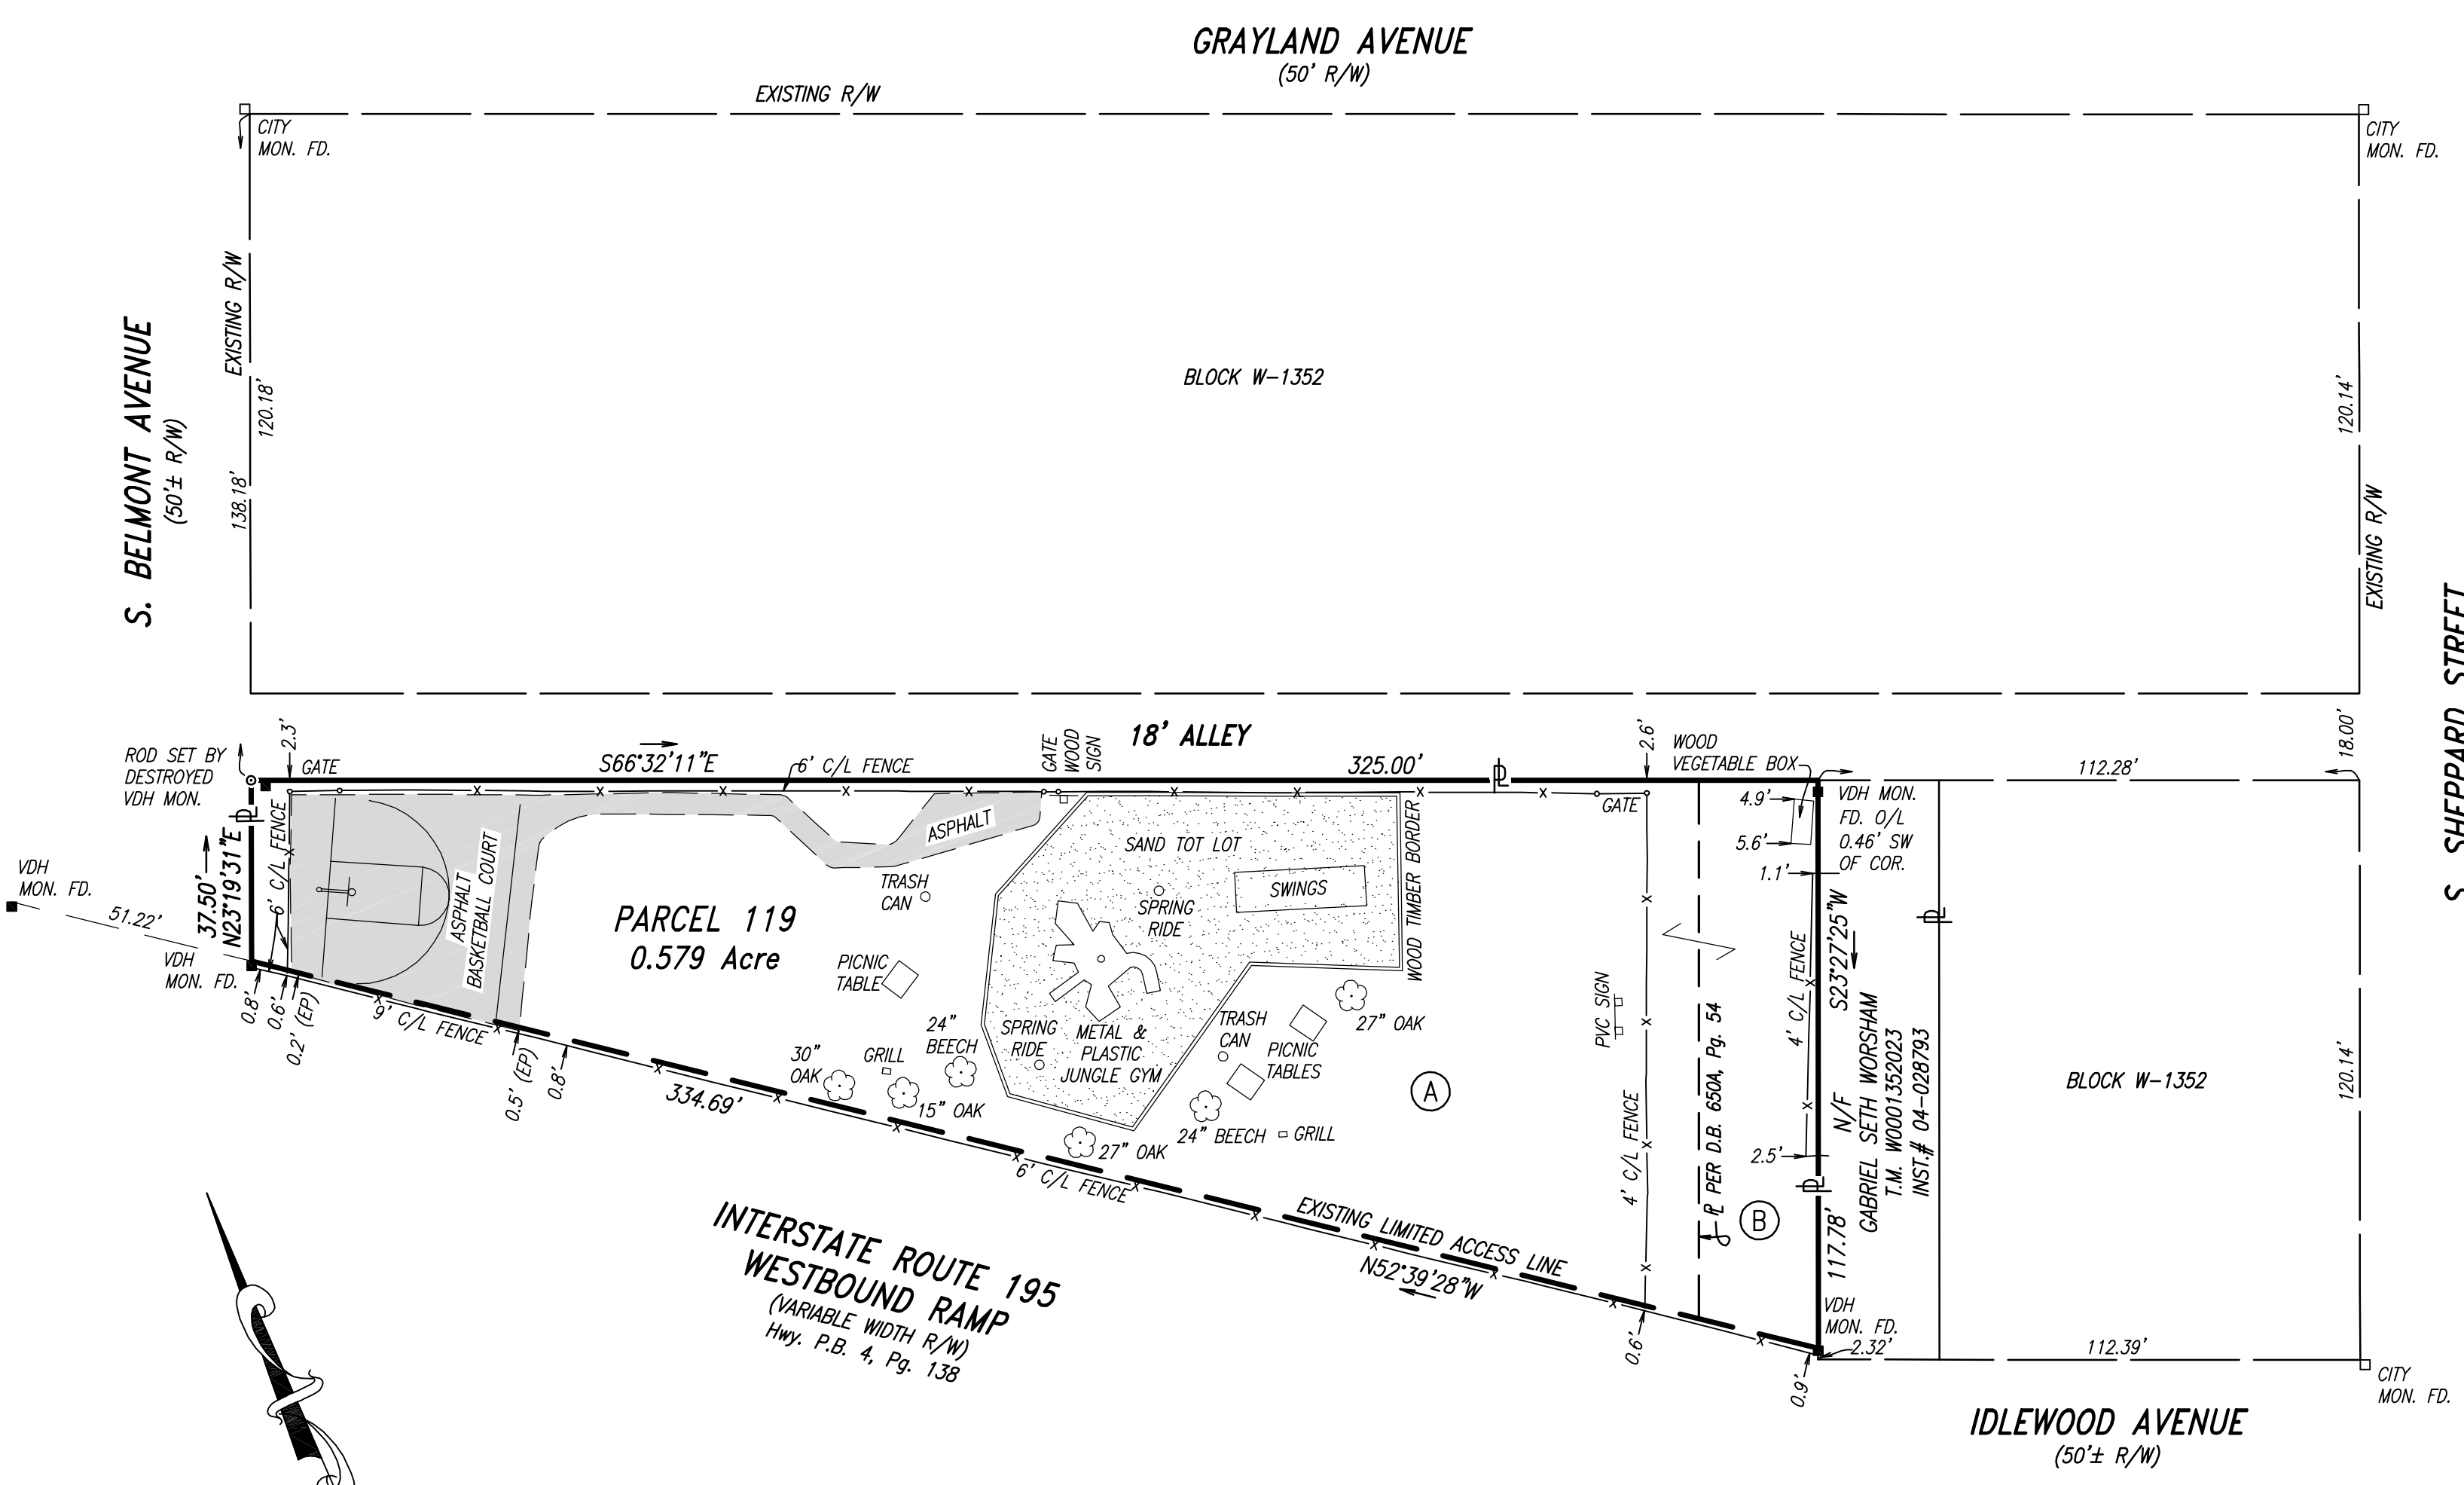 GRAYLAND AVENUE
(50' R/W)
EXISTING R/W
CITY
MON. FD.
CITY
MON. FD.
S. BELMONT AVENUE
(50'± R/W)
EXISTING R/W
120.18'
138.18'
BLOCK W-1352
120.14'
EXISTING R/W
S. SHEPPARD STREET
18.00'
18' ALLEY
ROD SET BY
DESTROYED
VDH MON.
2.3'
GATE
S66°32'11"E
6' C/L FENCE
GATE
WOOD
SIGN
325.00'
2.6'
WOOD
VEGETABLE BOX
112.28'
GATE
4.9'
5.6'
1.1'
VDH MON.
FD. O/L
0.46' SW
OF COR.
VDH
MON. FD.
51.22'
37.50'
N23°19'31"E
6' C/L FENCE
ASPHALT
BASKETBALL COURT
ASPHALT
SAND TOT LOT
SWINGS
SPRING
RIDE
WOOD TIMBER BORDER
TRASH
CAN
PARCEL 119
0.579 Acre
PICNIC
TABLE
VDH
MON. FD.
0.8'
0.6'
0.2' (EP)
9' C/L FENCE
0.5' (EP)
0.8'
334.69'
30"
OAK
GRILL
24"
BEECH
15" OAK
SPRING
RIDE
METAL &
PLASTIC
JUNGLE GYM
TRASH
CAN
PICNIC
TABLES
27" OAK
24" BEECH
GRILL
27" OAK
A
PVC SIGN
4' C/L FENCE
P̲L PER D.B. 650A, Pg. 54
B
4' C/L FENCE
2.5'
S23°27'25"W
117.78'
N/F
GABRIEL SETH WORSHAM
T.M. W0001352023
INST.# 04-028793
BLOCK W-1352
120.14'
6' C/L FENCE
EXISTING LIMITED ACCESS LINE
N52°39'28"W
INTERSTATE ROUTE 195
WESTBOUND RAMP
(VARIABLE WIDTH R/W)
Hwy. P.B. 4, Pg. 138
0.6'
VDH
MON. FD.
2.32'
0.9'
112.39'
CITY
MON. FD.
IDLEWOOD AVENUE
(50'± R/W)